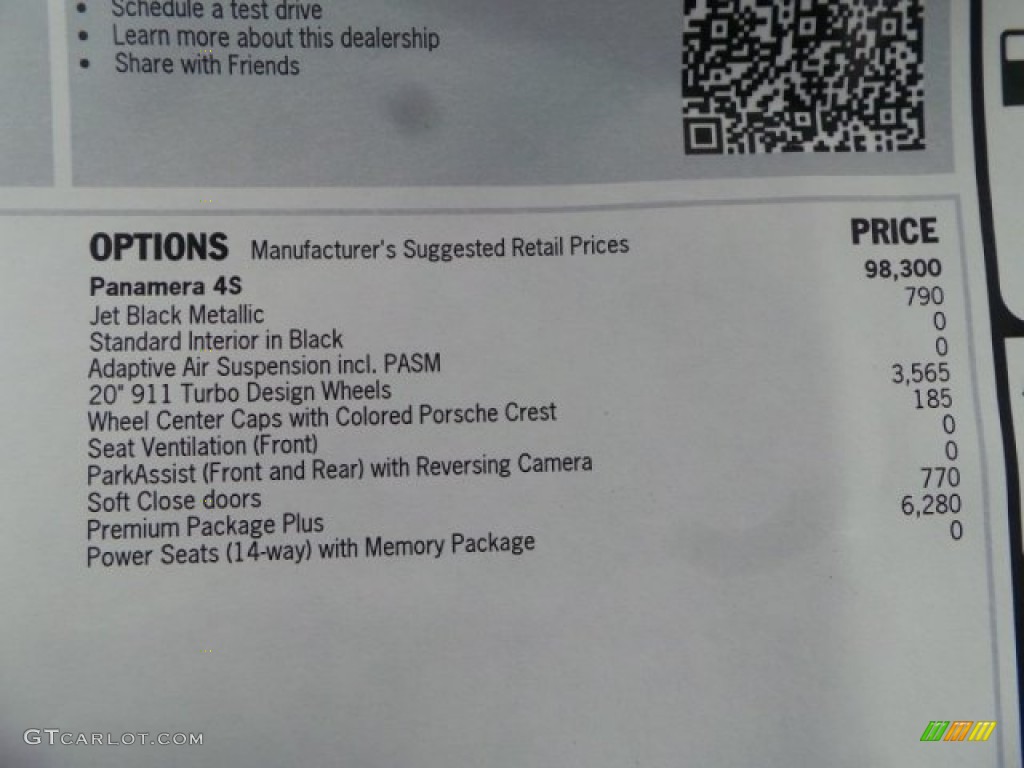 • Schedule a test drive
• Learn more about this dealership
• Share with Friends
OPTIONS Manufacturer's Suggested Retail Prices PRICE
Panamera 4S 98,300
Jet Black Metallic 790
Standard Interior in Black 0
Adaptive Air Suspension incl. PASM 0
20" 911 Turbo Design Wheels 3,565
Wheel Center Caps with Colored Porsche Crest 185
Seat Ventilation (Front) 0
ParkAssist (Front and Rear) with Reversing Camera 0
Soft Close doors 770
Premium Package Plus 6,280
Power Seats (14-way) with Memory Package 0
GTCARLOT.COM